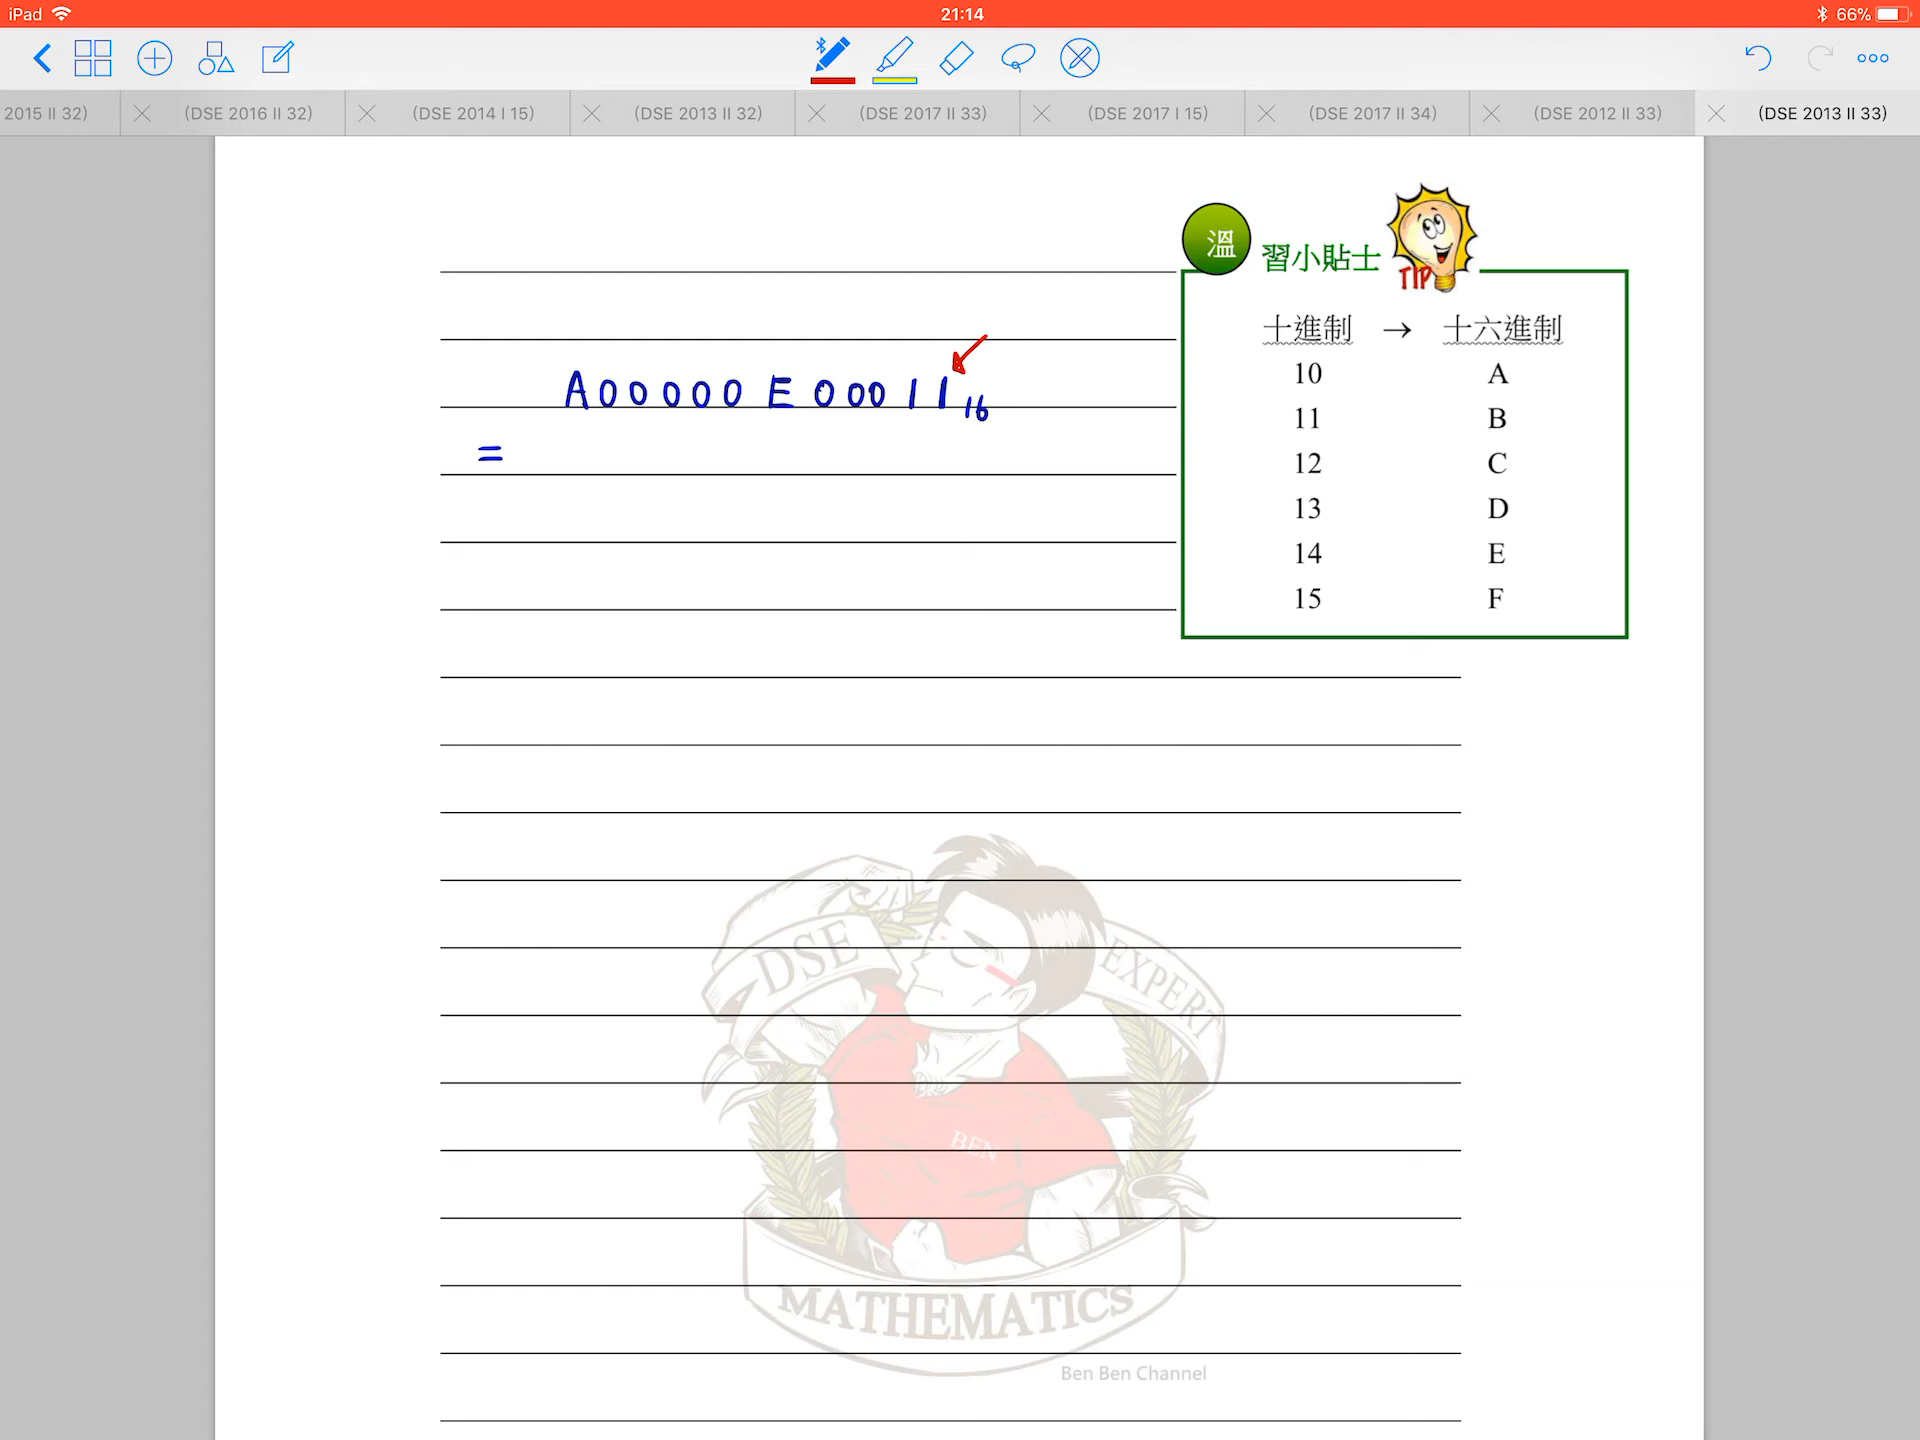 iPad 21:14 66%
2015 II 32) (DSE 2016 II 32) (DSE 2014 I 15) (DSE 2013 II 32) (DSE 2017 II 33) (DSE 2017 I 15) (DSE 2017 II 34) (DSE 2012 II 33) (DSE 2013 II 33)
溫習小貼士
TIP
十進制 → 十六進制
10 A
11 B
12 C
13 D
14 E
15 F
A00000E00011₁₆
=
DSE EXPERT
BEN
MATHEMATICS
Ben Ben Channel